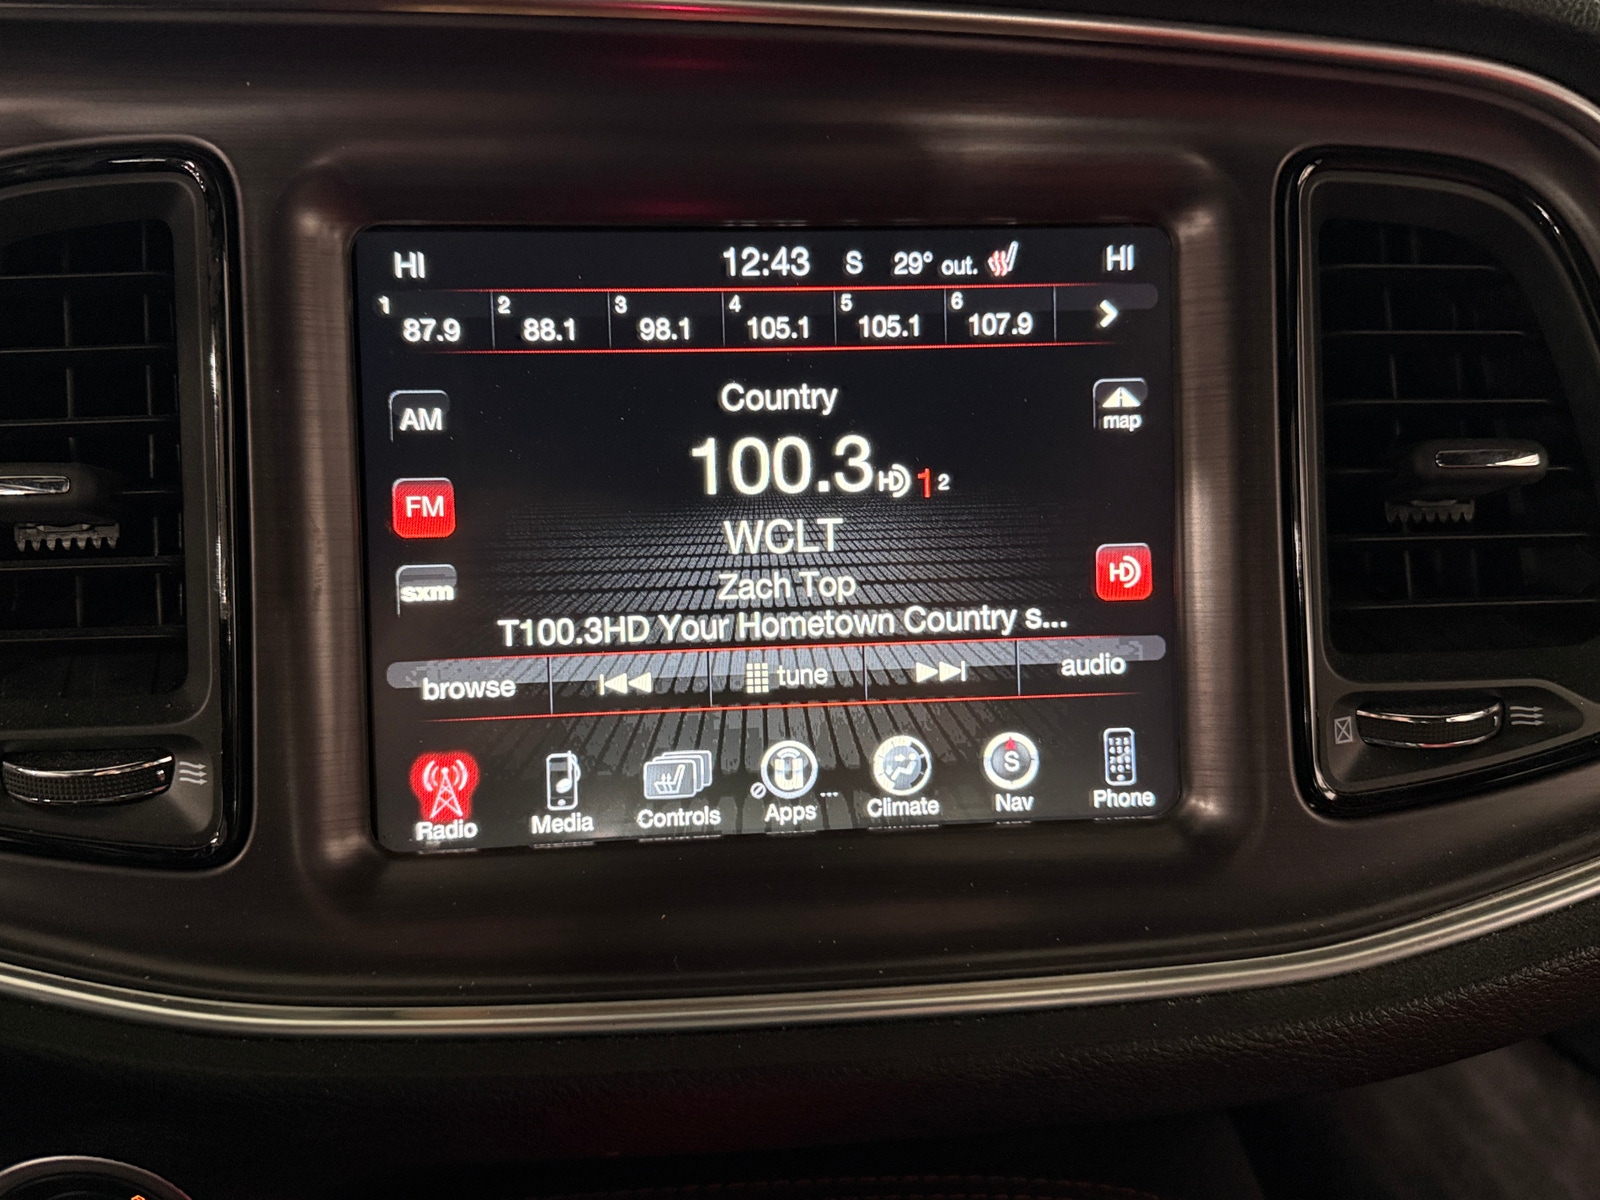 HI 12:43 S 29° out. HI
1 87.9 2 88.1 3 98.1 4 105.1 5 105.1 6 107.9
Country
AM map
100.3 HD 1 2
FM
WCLT HD
Zach Top
sxm
T100.3HD Your Hometown Country s...
browse tune audio
S
Radio Media Controls Apps... Climate Nav Phone